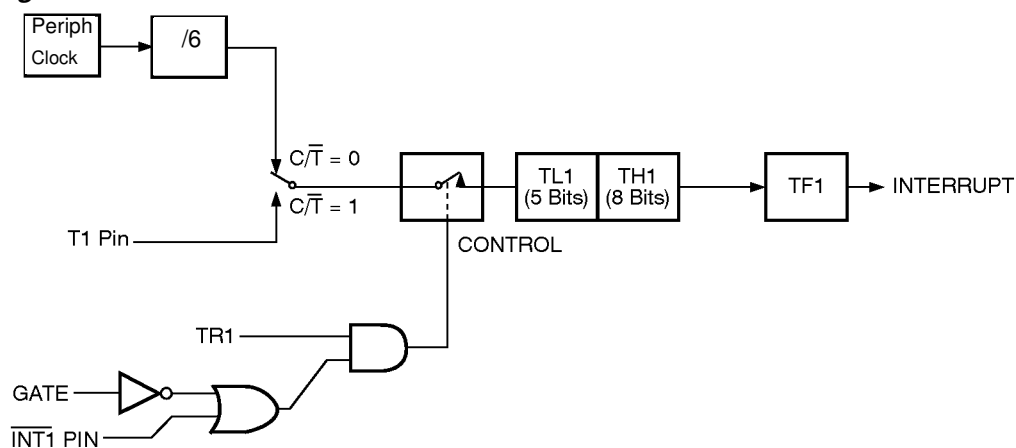 Periph
Clock
/6
C/T̅ = 0
C/T̅ = 1
T1 Pin
CONTROL
TL1
(5 Bits)
TH1
(8 Bits)
TF1
INTERRUPT
TR1
GATE
I̅N̅T̅1̅ PIN